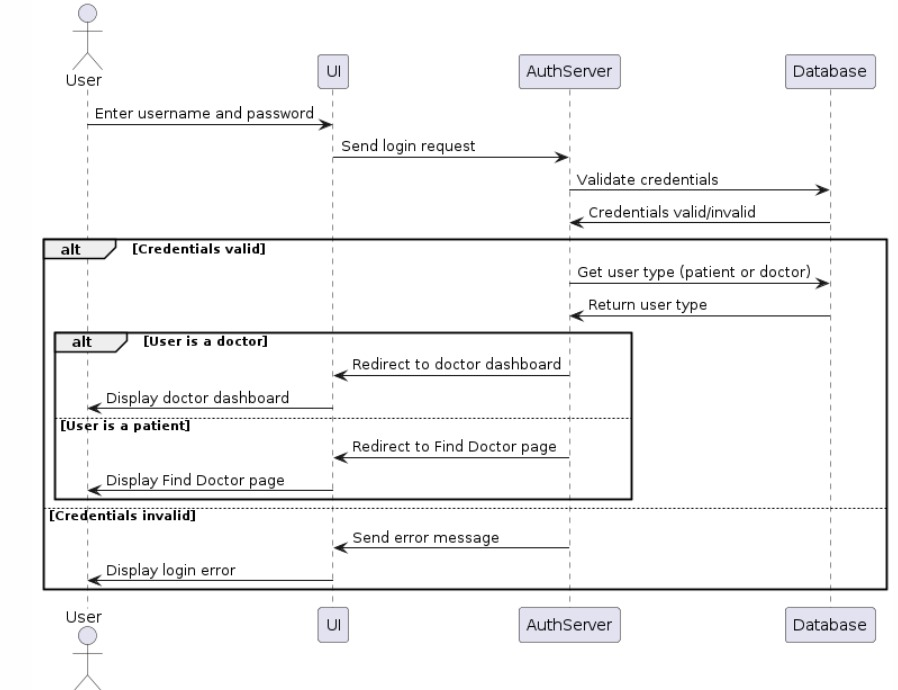 User
UI
AuthServer
Database
Enter username and password
Send login request
Validate credentials
Credentials valid/invalid
alt
[Credentials valid]
Get user type (patient or doctor)
Return user type
alt
[User is a doctor]
Redirect to doctor dashboard
Display doctor dashboard
[User is a patient]
Redirect to Find Doctor page
Display Find Doctor page
[Credentials invalid]
Send error message
Display login error
User
UI
AuthServer
Database